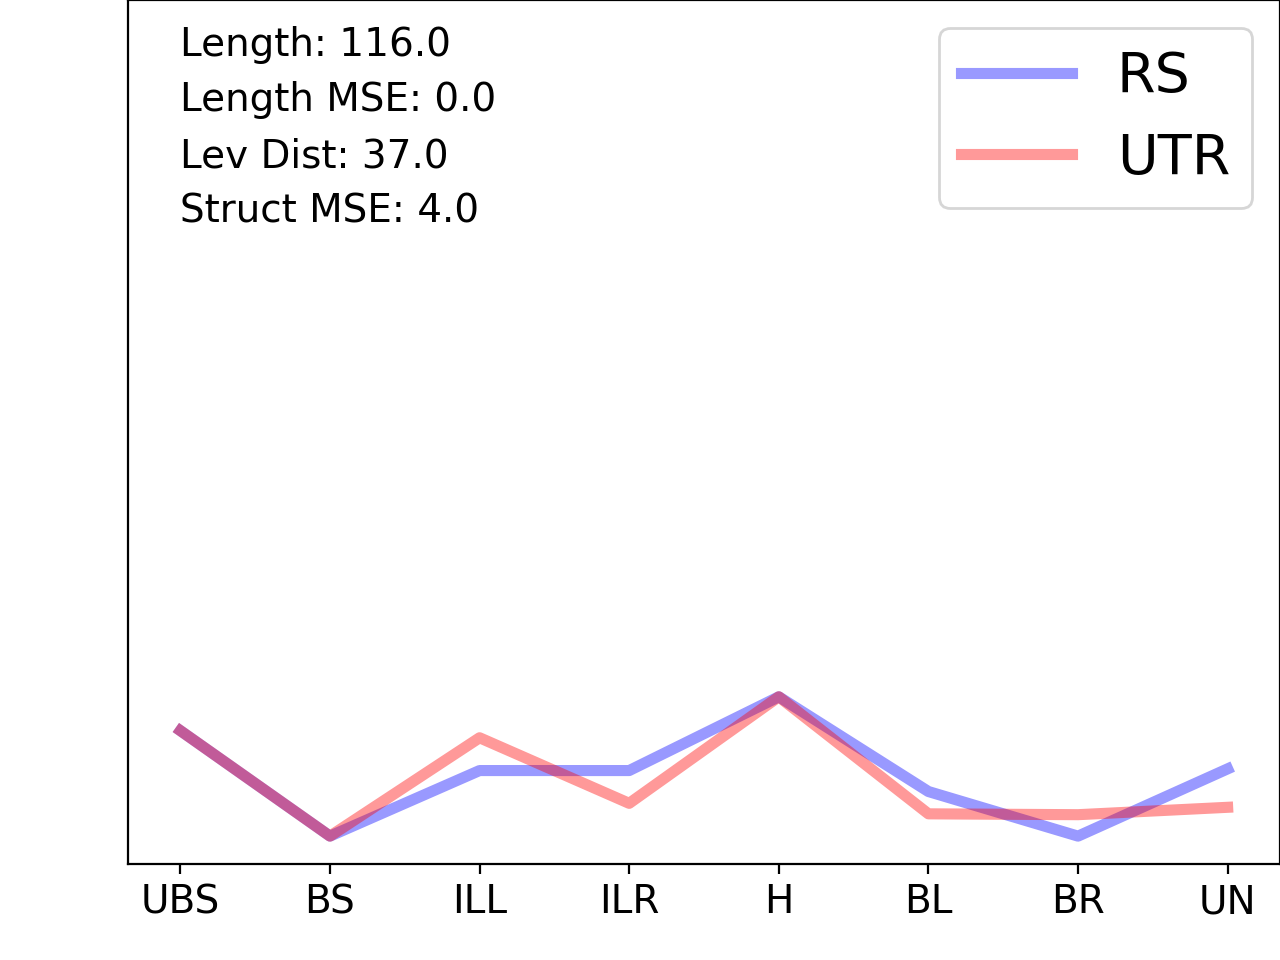 Length: 116.0
Length MSE: 0.0
Lev Dist: 37.0
Struct MSE: 4.0
RS
UTR
UBS BS ILL ILR H BL BR UN